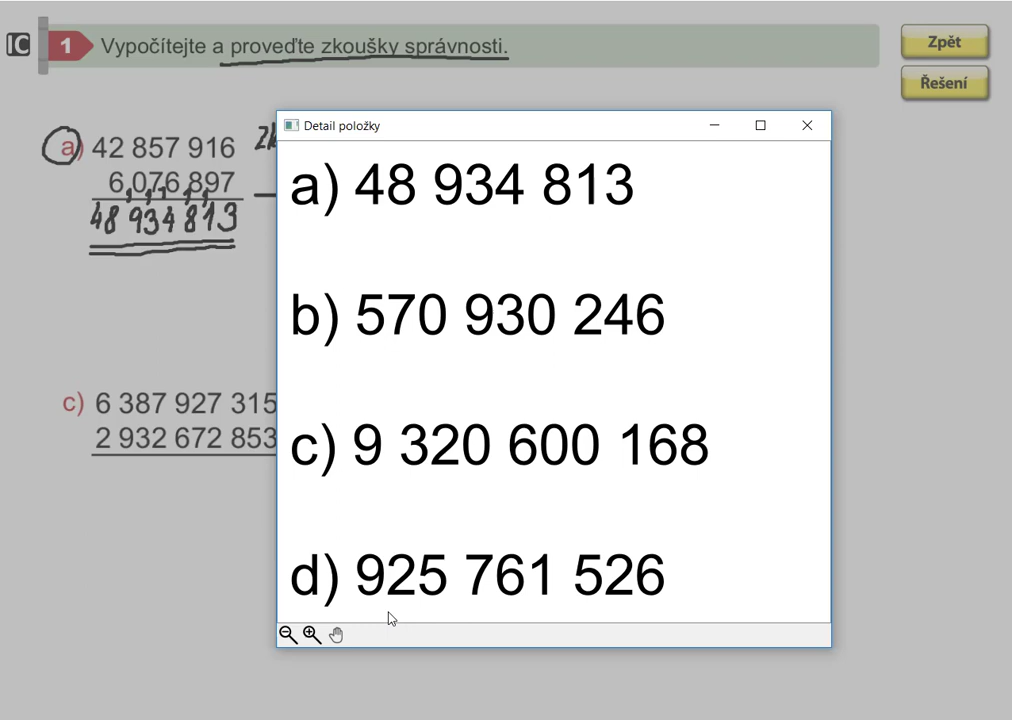 IC
1 Vypočítejte a proveďte zkoušky správnosti.
Zpět
Řešení
a) 42 857 916
6 076 897
48 934 813
c) 6 387 927 315
2 932 672 853
Detail položky
a) 48 934 813
b) 570 930 246
c) 9 320 600 168
d) 925 761 526